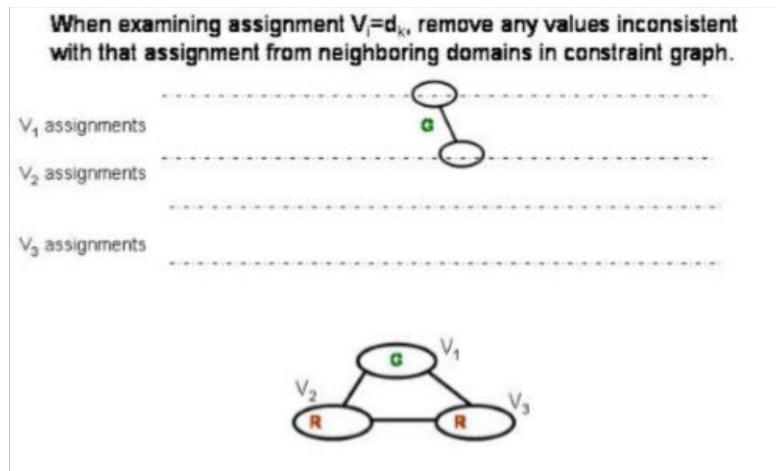 When examining assignment Vᵢ=dₖ, remove any values inconsistent
with that assignment from neighboring domains in constraint graph.
V₁ assignments
G
V₂ assignments
V₃ assignments
G V₁
V₂
R R V₃